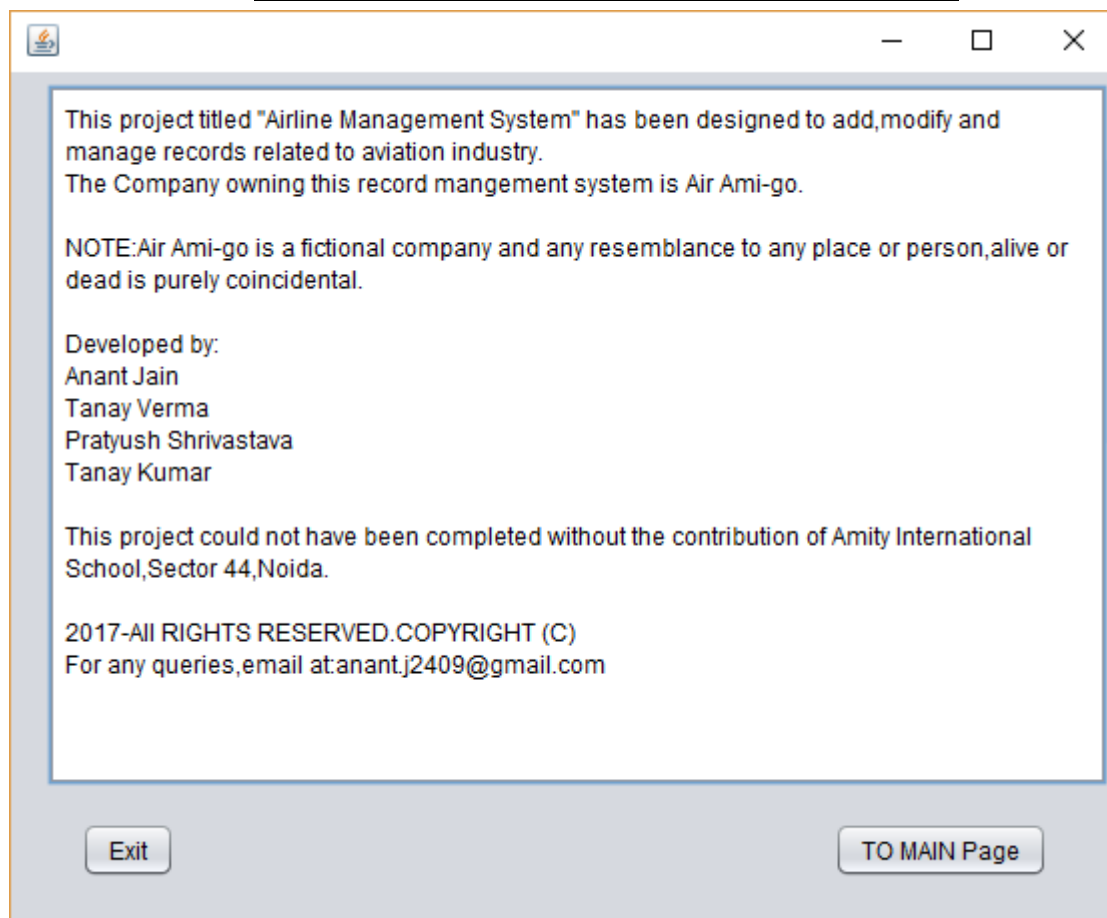 This project titled "Airline Management System" has been designed to add,modify and
manage records related to aviation industry.
The Company owning this record mangement system is Air Ami-go.
NOTE:Air Ami-go is a fictional company and any resemblance to any place or person,alive or
dead is purely coincidental.
Developed by:
Anant Jain
Tanay Verma
Pratyush Shrivastava
Tanay Kumar
This project could not have been completed without the contribution of Amity International
School,Sector 44,Noida.
2017-All RIGHTS RESERVED.COPYRIGHT (C)
For any queries,email at:anant.j2409@gmail.com
Exit
TO MAIN Page